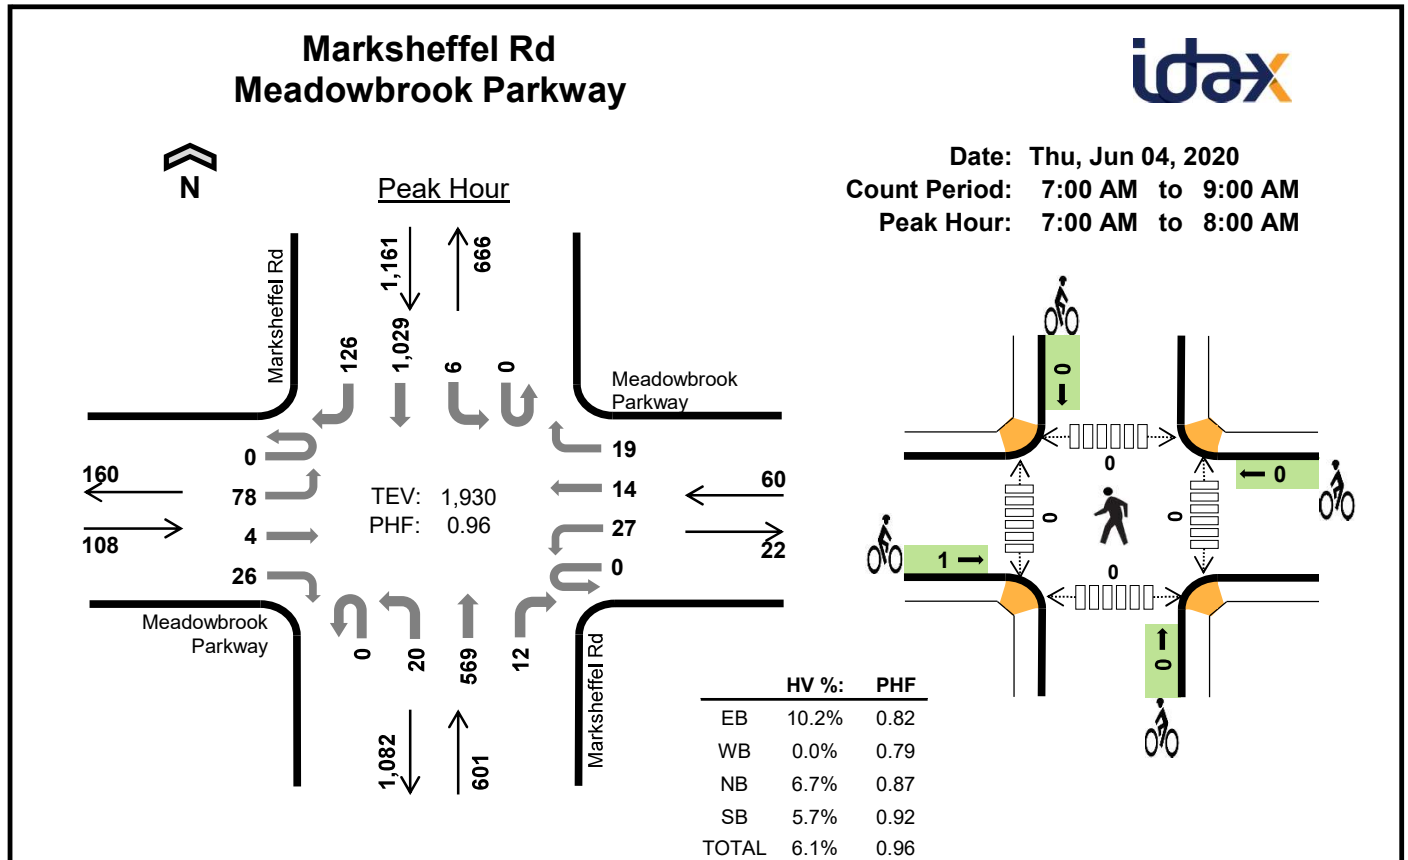 Marksheffel Rd
Meadowbrook Parkway
idax
Date: Thu, Jun 04, 2020
Count Period: 7:00 AM to 9:00 AM
Peak Hour: 7:00 AM to 8:00 AM
N
Peak Hour
Marksheffel Rd
1,161
666
126
1,029
6
0
Meadowbrook
Parkway
0
78
4
26
160
108
TEV: 1,930
PHF: 0.96
19
14
27
0
60
22
Meadowbrook
Parkway
0
20
569
12
Marksheffel Rd
1,082
601
0
0
0
0
0
0
1
0
HV %: PHF
EB 10.2% 0.82
WB 0.0% 0.79
NB 6.7% 0.87
SB 5.7% 0.92
TOTAL 6.1% 0.96